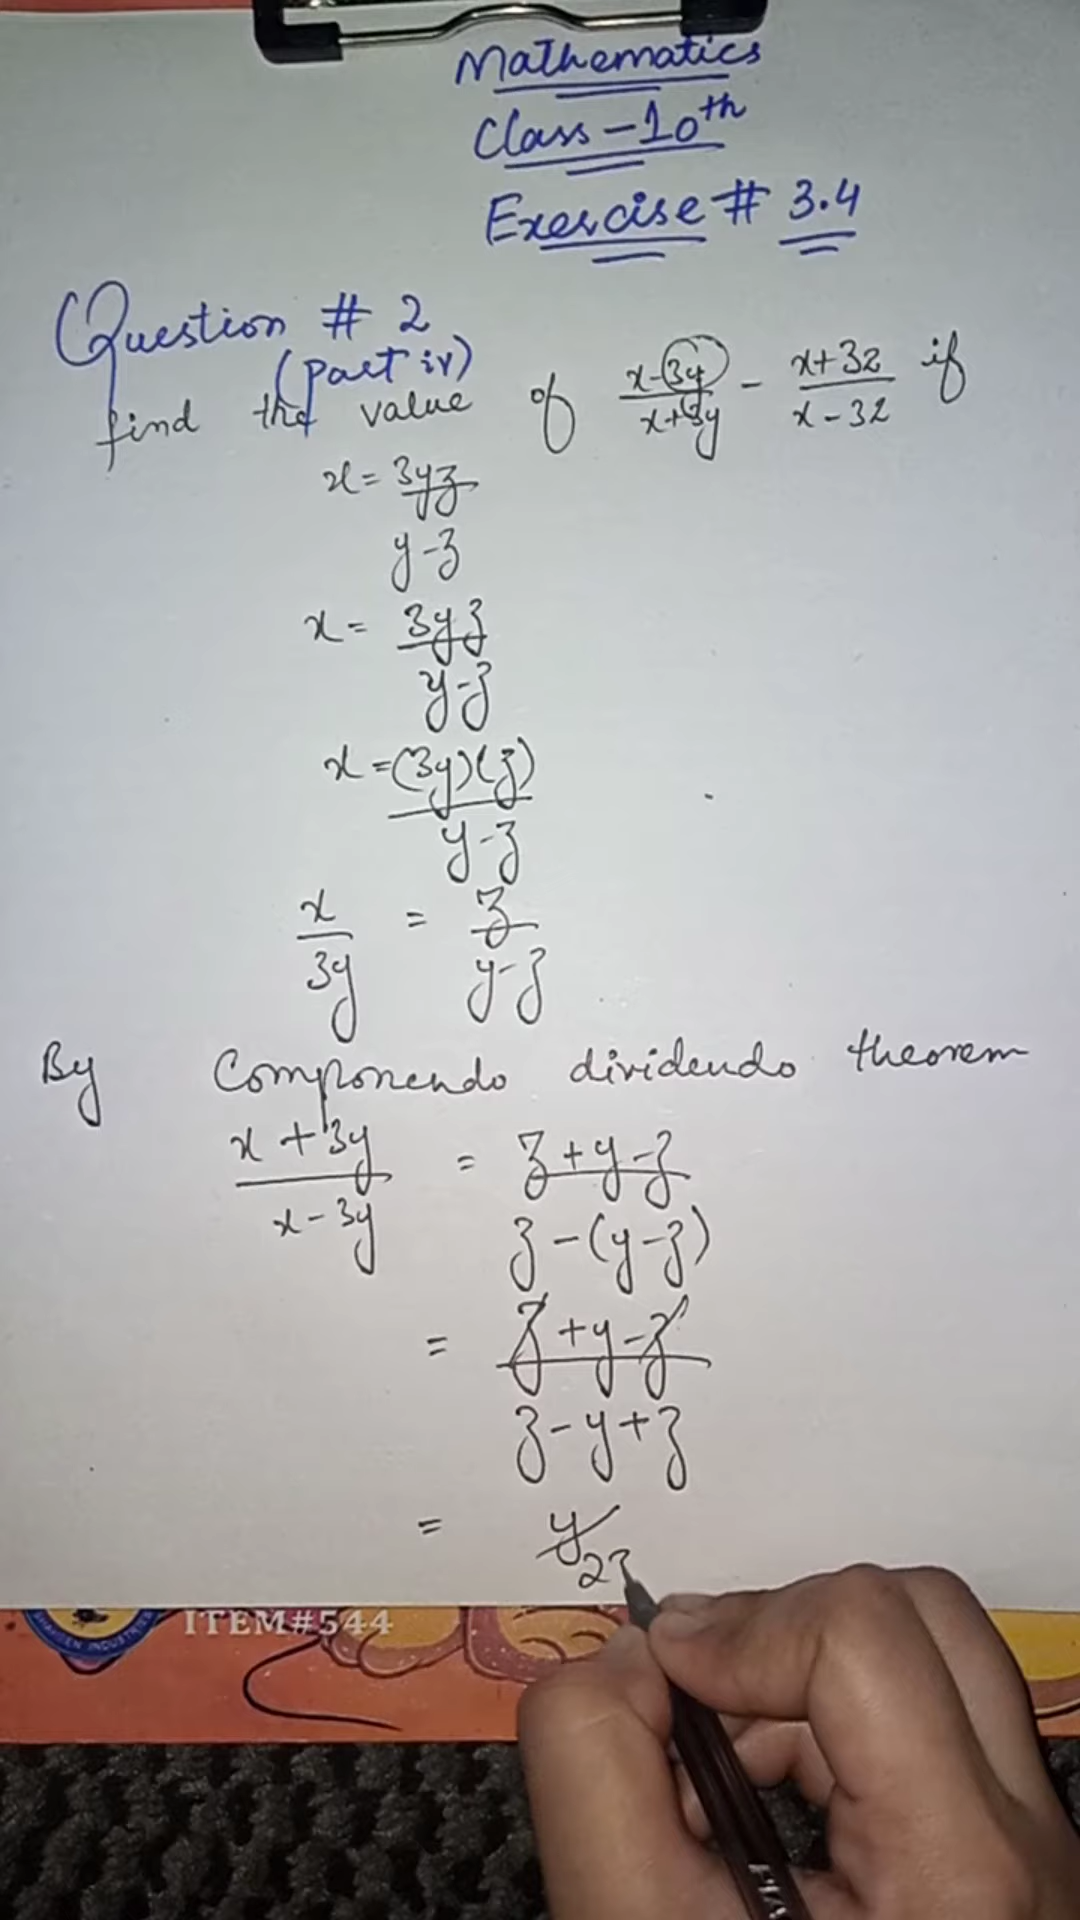 Mathematics
Class-10th
Exercise # 3.4
Question # 2
(Part iv)
find the value of x-3y/x+3y - x+3z/x-3z if
x = 3yz
y-z
x = 3yz
y-z
x = (3y)(z)
y-z
x/3y = z/y-z
By Componendo dividendo theorem
x+3y/x-3y = z+y-z
z-(y-z)
= z+y-z
z-y+z
= y/2z
ITEM#544